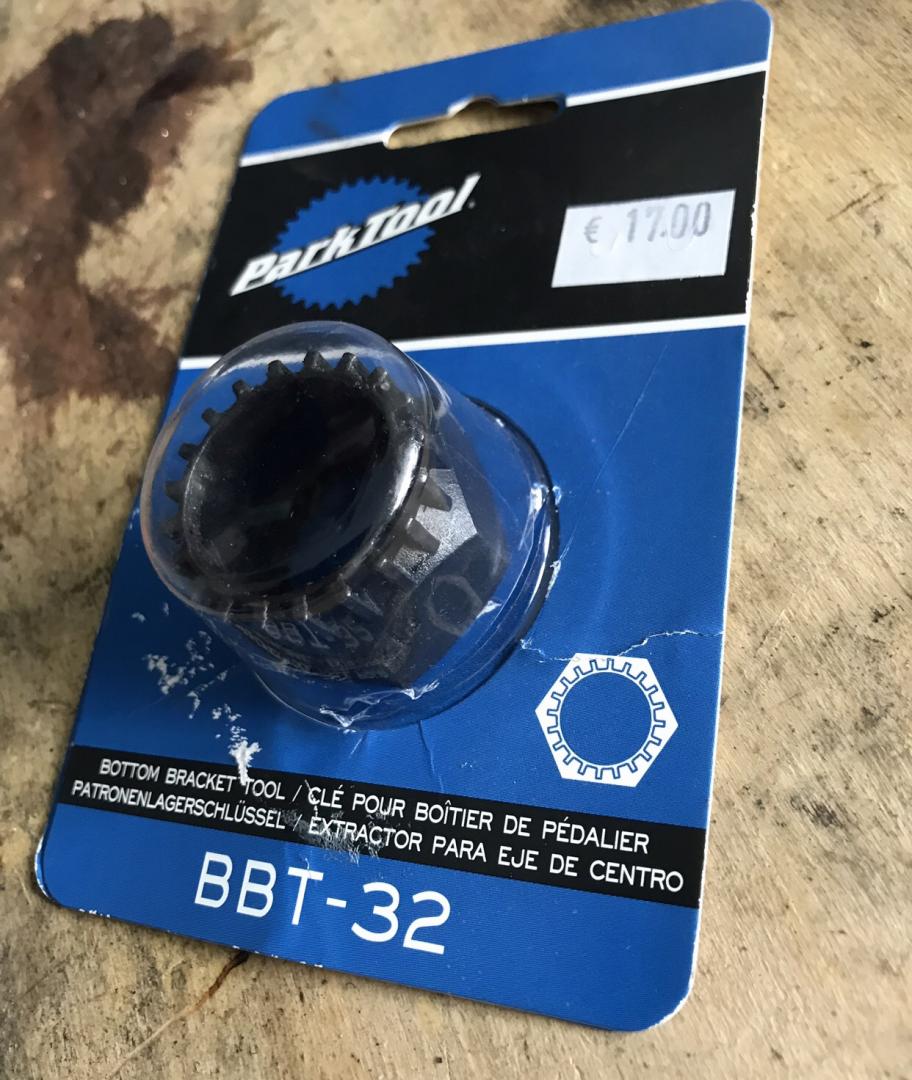 ParkTool
€ 17.00
BOTTOM BRACKET TOOL / CLÉ POUR BOÎTIER DE PÉDALIER
PATRONENLAGERSCHLÜSSEL / EXTRACTOR PARA EJE DE CENTRO
BBT-32